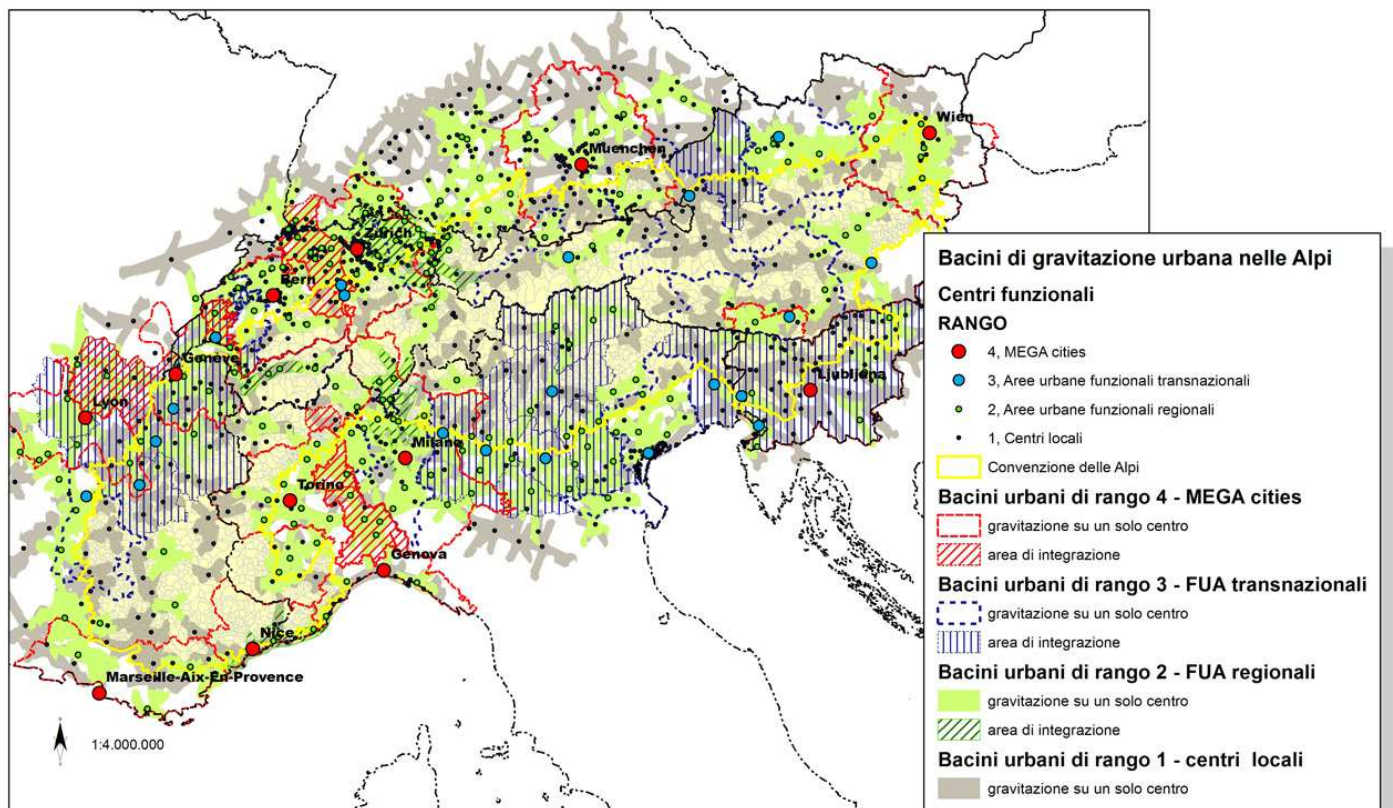 Wien
Muenchen
Zürich
Bern
Genève
Lyon
Ljubljana
Milano
Torino
Genova
Nice
Marseille-Aix-En-Provence
1:4.000.000
Bacini di gravitazione urbana nelle Alpi
Centri funzionali
RANGO
4, MEGA cities
3, Aree urbane funzionali transnazionali
2, Aree urbane funzionali regionali
1, Centri locali
Convenzione delle Alpi
Bacini urbani di rango 4 - MEGA cities
gravitazione su un solo centro
area di integrazione
Bacini urbani di rango 3 - FUA transnazionali
gravitazione su un solo centro
area di integrazione
Bacini urbani di rango 2 - FUA regionali
gravitazione su un solo centro
area di integrazione
Bacini urbani di rango 1 - centri locali
gravitazione su un solo centro